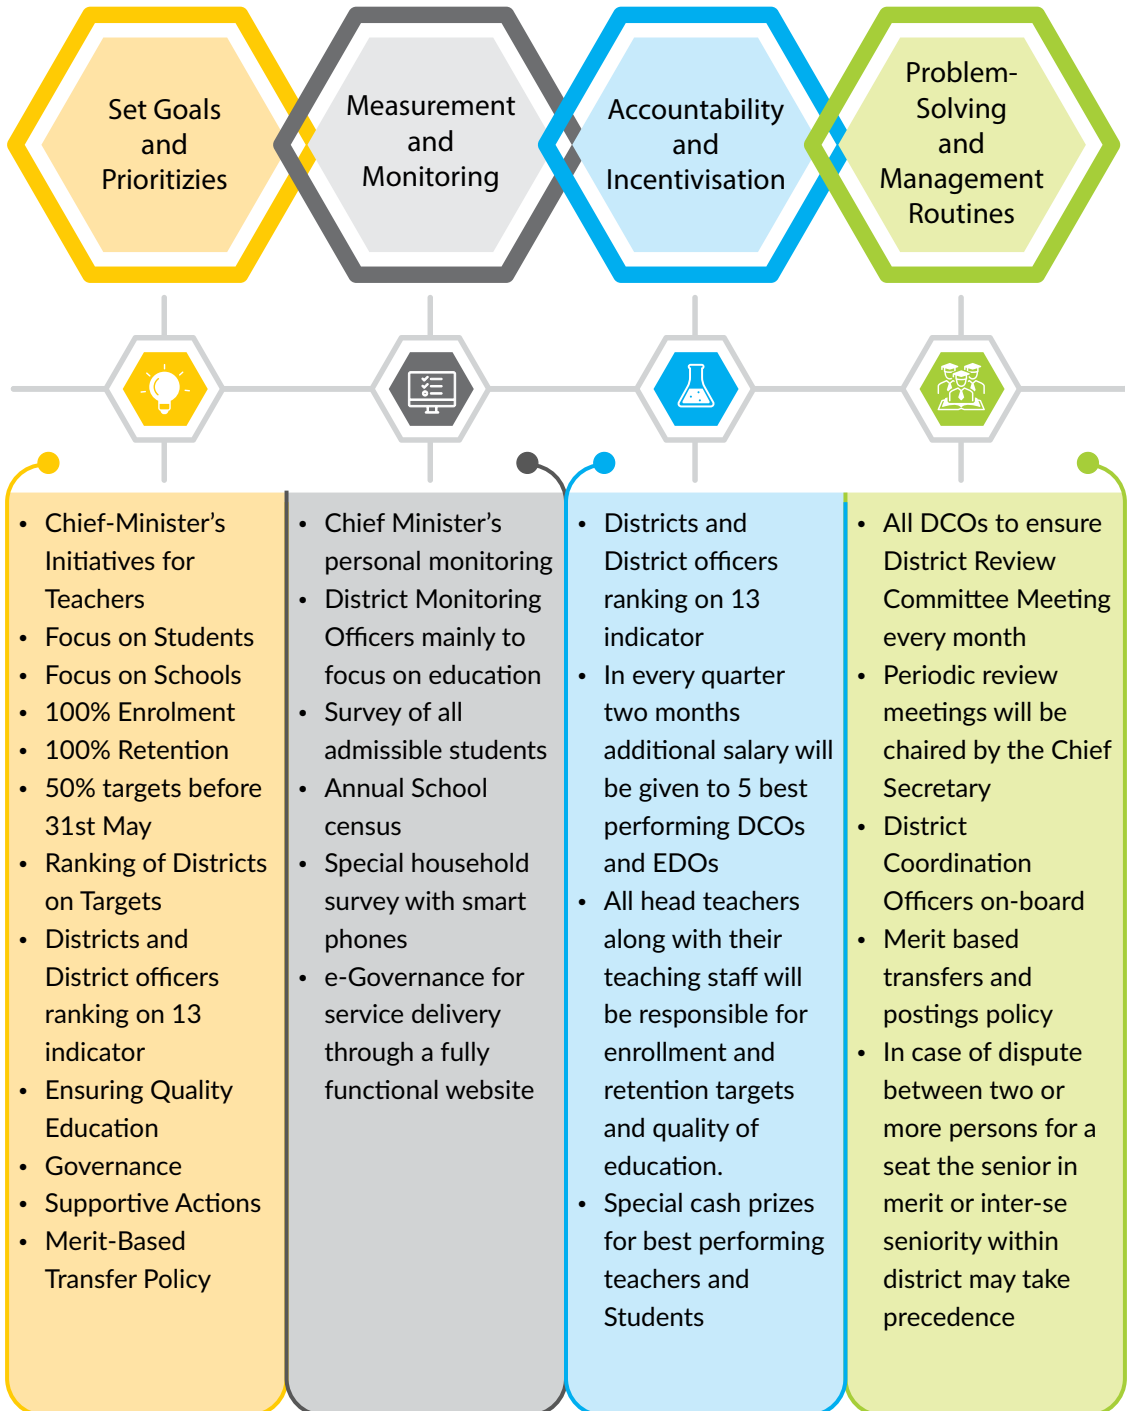 Set Goals
and
Prioritizies
Measurement
and
Monitoring
Accountability
and
Incentivisation
Problem-
Solving
and
Management
Routines
• Chief-Minister’s
Initiatives for
Teachers
• Focus on Students
• Focus on Schools
• 100% Enrolment
• 100% Retention
• 50% targets before
31st May
• Ranking of Districts
on Targets
• Districts and
District officers
ranking on 13
indicator
• Ensuring Quality
Education
• Governance
• Supportive Actions
• Merit-Based
Transfer Policy
• Chief Minister’s
personal monitoring
• District Monitoring
Officers mainly to
focus on education
• Survey of all
admissible students
• Annual School
census
• Special household
survey with smart
phones
• e-Governance for
service delivery
through a fully
functional website
• Districts and
District officers
ranking on 13
indicator
• In every quarter
two months
additional salary will
be given to 5 best
performing DCOs
and EDOs
• All head teachers
along with their
teaching staff will
be responsible for
enrollment and
retention targets
and quality of
education.
• Special cash prizes
for best performing
teachers and
Students
• All DCOs to ensure
District Review
Committee Meeting
every month
• Periodic review
meetings will be
chaired by the Chief
Secretary
• District
Coordination
Officers on-board
• Merit based
transfers and
postings policy
• In case of dispute
between two or
more persons for a
seat the senior in
merit or inter-se
seniority within
district may take
precedence